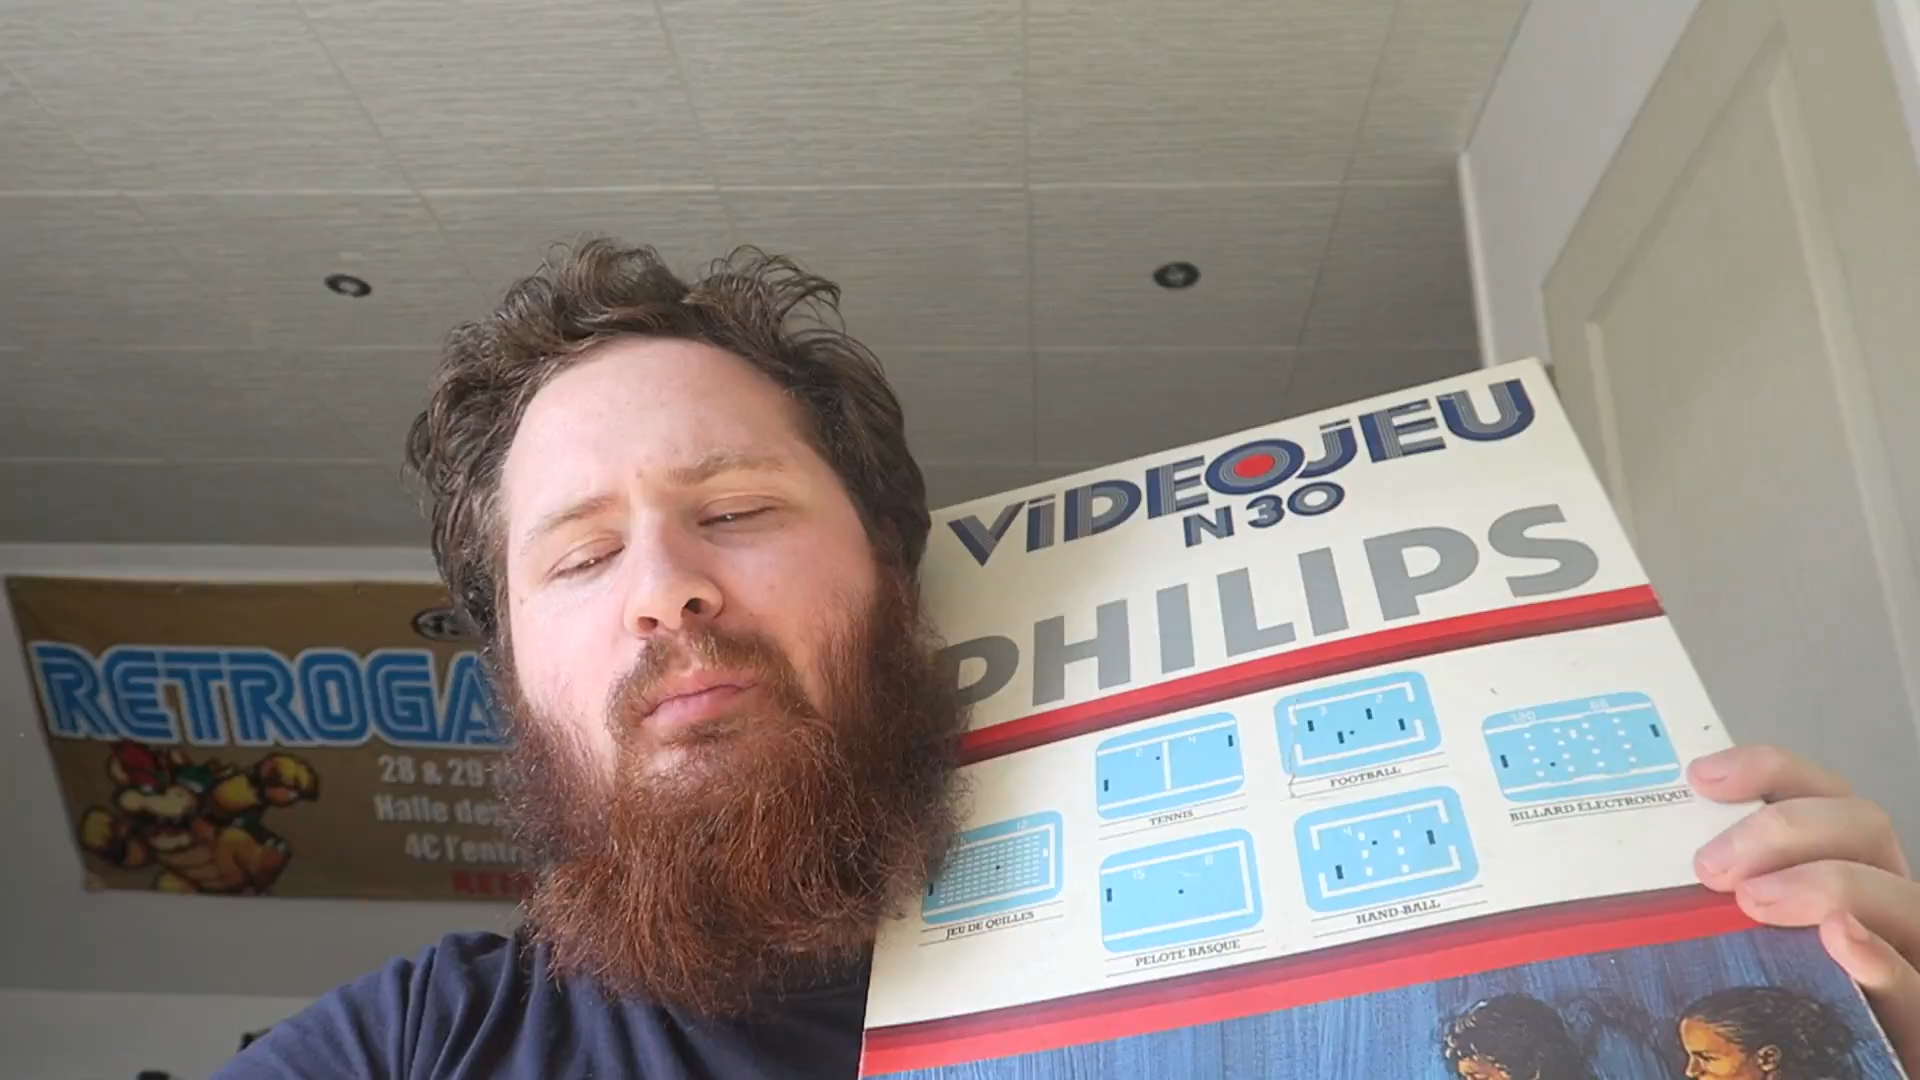 VIDEOJEU
N 30
PHILIPS
TENNIS
FOOTBALL
BILLARD ELECTRONIQUE
JEU DE QUILLES
PELOTE BASQUE
HAND-BALL
RETROGA
28 & 29
Halle de
4C l'entr